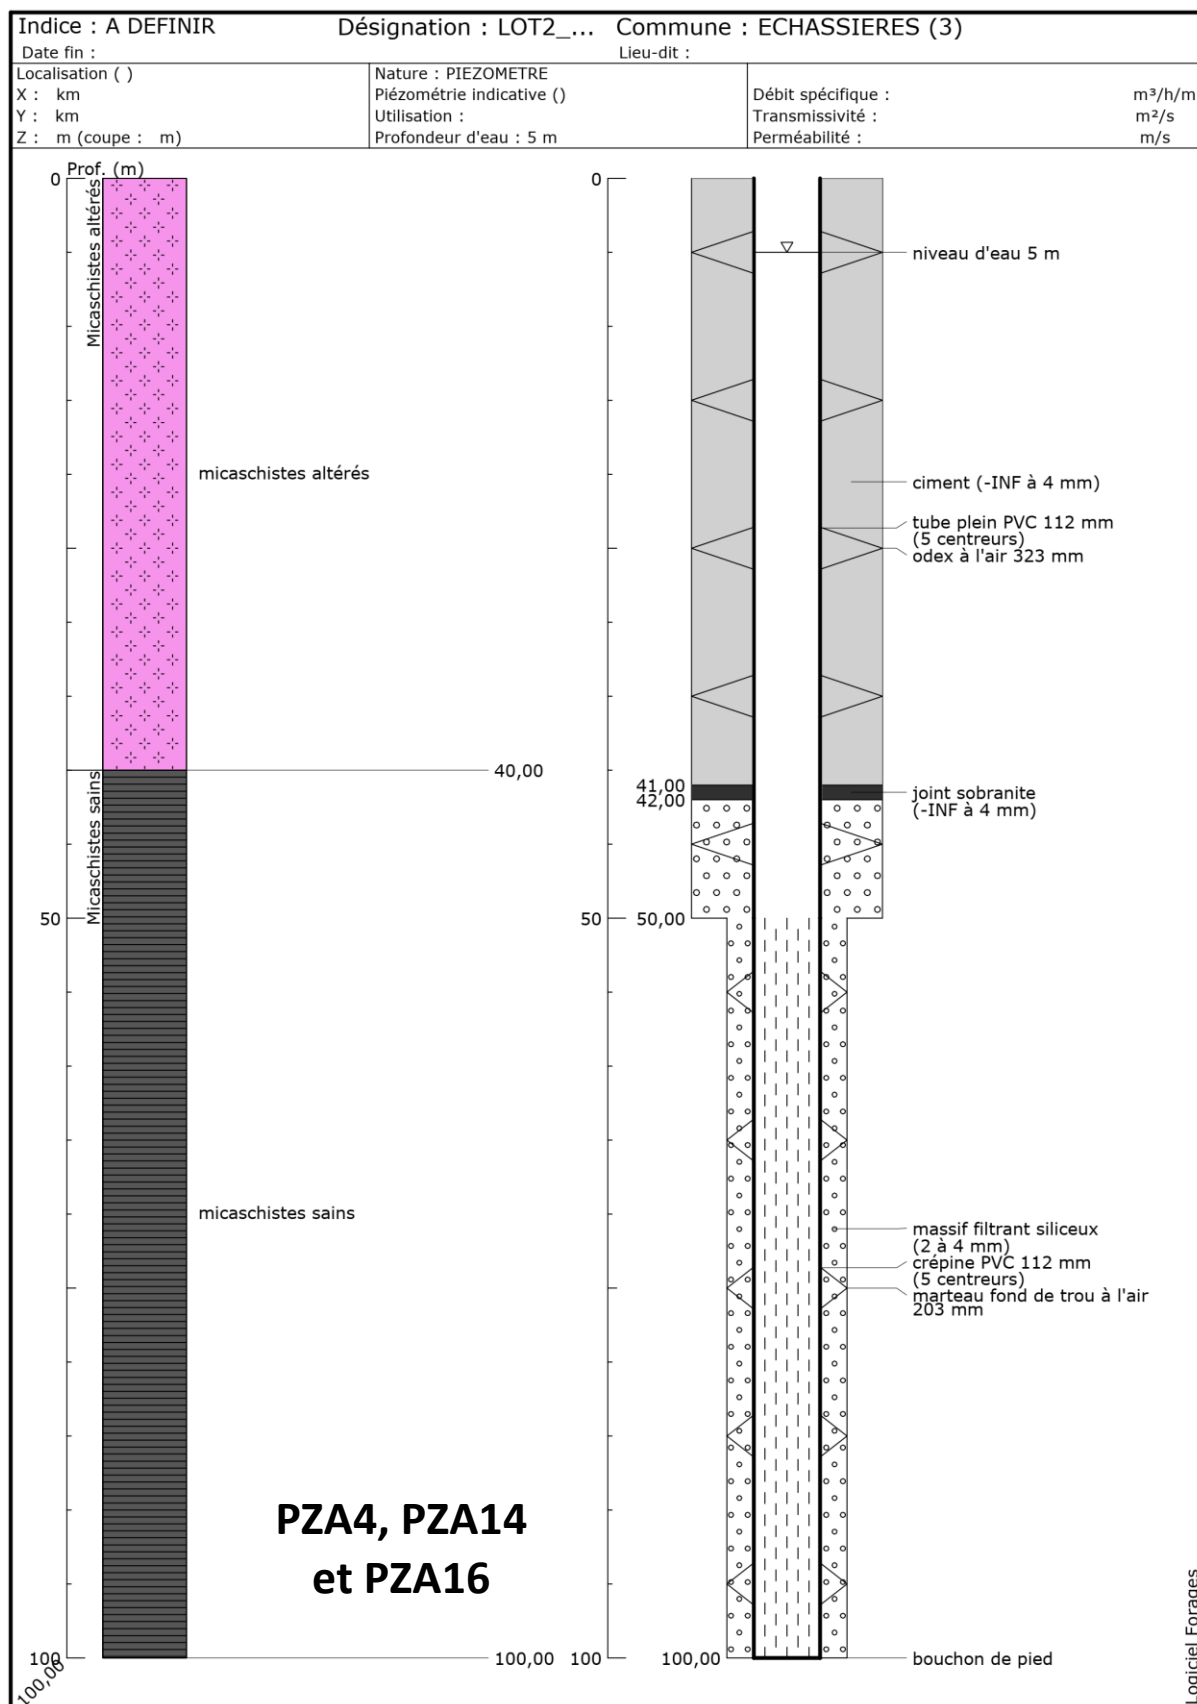 Indice : A DEFINIR Désignation : LOT2_... Commune : ECHASSIERES (3)
Date fin : Lieu-dit :
Localisation ( )
X : km
Y : km
Z : m (coupe : m)
Nature : PIEZOMETRE
Piézométrie indicative ()
Utilisation :
Profondeur d'eau : 5 m
Débit spécifique : m³/h/m
Transmissivité : m²/s
Perméabilité : m/s
Prof. (m)
0
Micaschistes altérés
micaschistes altérés
40,00
Micaschistes sains
50
micaschistes sains
100
100,00
100,00
0
niveau d'eau 5 m
ciment (-INF à 4 mm)
tube plein PVC 112 mm
(5 centreurs)
odex à l'air 323 mm
41,00
42,00
joint sobranite
(-INF à 4 mm)
50
50,00
massif filtrant siliceux
(2 à 4 mm)
crépine PVC 112 mm
(5 centreurs)
marteau fond de trou à l'air
203 mm
100
100,00
bouchon de pied
PZA4, PZA14
et PZA16
Logiciel Forages